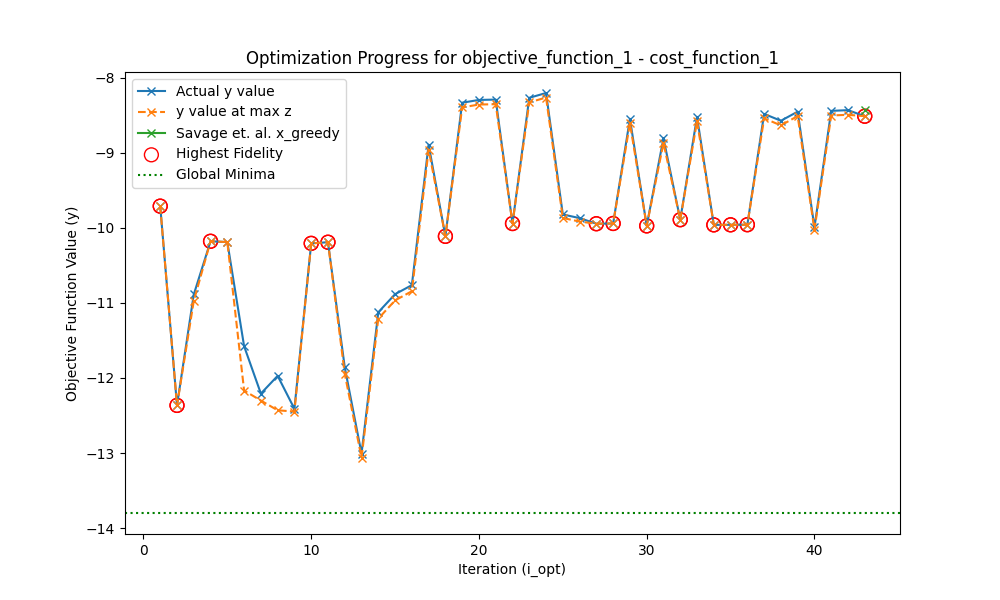 Optimization Progress for objective_function_1 - cost_function_1
Actual y value
y value at max z
Savage et. al. x_greedy
Highest Fidelity
Global Minima
Objective Function Value (y)
−8
−9
−10
−11
−12
−13
−14
0 10 20 30 40
Iteration (i_opt)